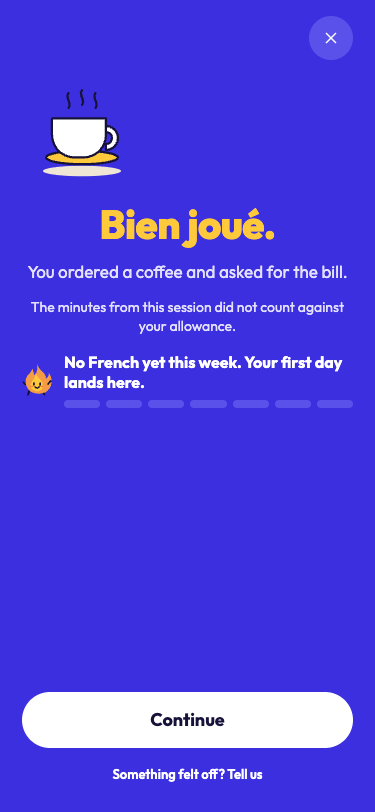 Bien joué.
You ordered a coffee and asked for the bill.
The minutes from this session did not count against
your allowance.
No French yet this week. Your first day
lands here.
Continue
Something felt off? Tell us